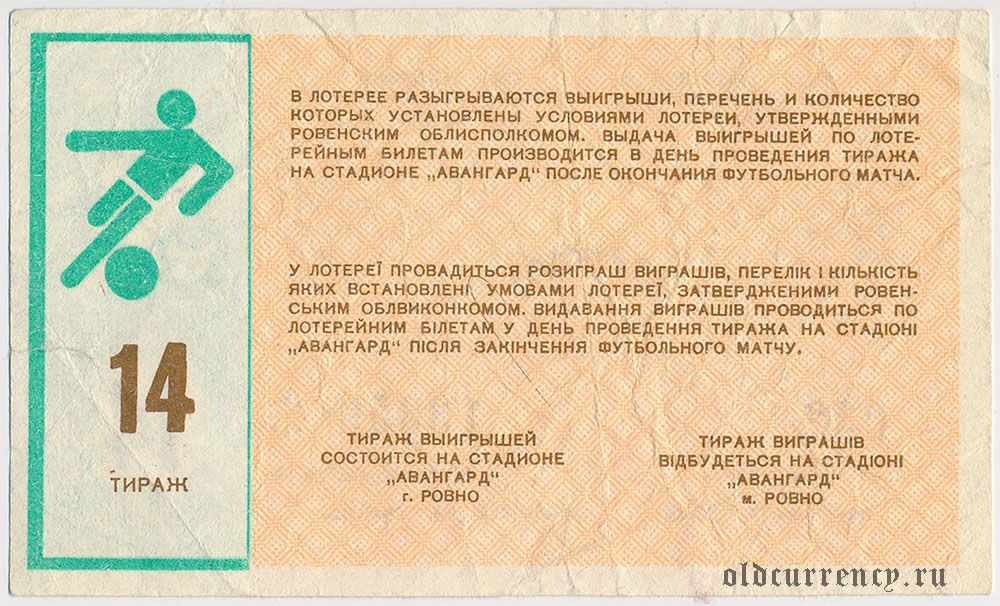 В ЛОТЕРЕЕ РАЗЫГРЫВАЮТСЯ ВЫИГРЫШИ, ПЕРЕЧЕНЬ И КОЛИЧЕСТВО
КОТОРЫХ УСТАНОВЛЕНЫ УСЛОВИЯМИ ЛОТЕРЕИ, УТВЕРЖДЕННЫМИ
РОВЕНСКИМ ОБЛИСПОЛКОМОМ. ВЫДАЧА ВЫИГРЫШЕЙ ПО ЛОТЕ-
РЕЙНЫМ БИЛЕТАМ ПРОИЗВОДИТСЯ В ДЕНЬ ПРОВЕДЕНИЯ ТИРАЖА
НА СТАДИОНЕ „АВАНГАРД“ ПОСЛЕ ОКОНЧАНИЯ ФУТБОЛЬНОГО МАТЧА.
У ЛОТЕРЕЇ ПРОВАДИТЬСЯ РОЗИГРАШ ВИГРАШІВ, ПЕРЕЛІК І КІЛЬКІСТЬ
ЯКИХ ВСТАНОВЛЕНІ УМОВАМИ ЛОТЕРЕЇ, ЗАТВЕРДЖЕНИМИ РОВЕН-
СЬКИМ ОБЛВИКОНКОМОМ. ВИДАВАННЯ ВИГРАШІВ ПРОВОДИТЬСЯ ПО
ЛОТЕРЕЙНИМ БІЛЕТАМ У ДЕНЬ ПРОВЕДЕННЯ ТИРАЖА НА СТАДІОНІ
„АВАНГАРД“ ПІСЛЯ ЗАКІНЧЕННЯ ФУТБОЛЬНОГО МАТЧУ.
14
ТИРАЖ
ТИРАЖ ВЫИГРЫШЕЙ
СОСТОИТСЯ НА СТАДИОНЕ
„АВАНГАРД“
г. РОВНО
ТИРАЖ ВИГРАШІВ
ВІДБУДЕТЬСЯ НА СТАДІОНІ
„АВАНГАРД“
м. РОВНО
oldcurrency.ru